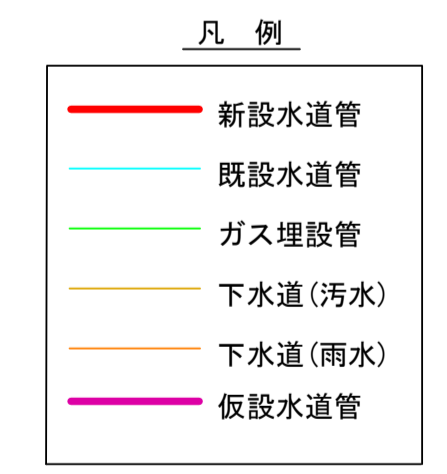 凡 例
新設水道管
既設水道管
ガス埋設管
下水道(汚水)
下水道(雨水)
仮設水道管